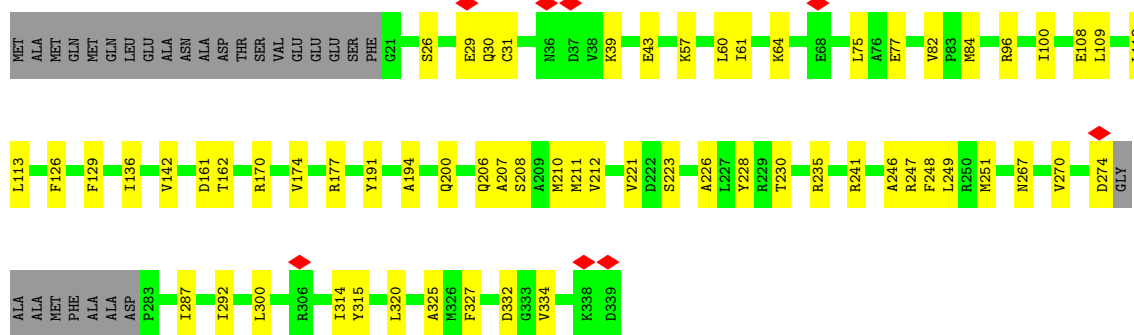 MET ALA MET GLN MET GLN LEU GLU ALA ASN ALA ASP THR SER VAL GLU GLU GLU SER PHE G21 S26 E29 Q30 C31 N36 D37 V38 K39 E43 K57 L60 I61 K64 E68 L75 A76 E77 V82 P83 M84 R96 I100 E108 L109
L113 F126 F129 I136 V142 D161 T162 R170 V174 R177 Y191 A194 Q200 Q206 A207 S208 A209 M210 M211 V212 V221 D222 S223 A226 L227 Y228 R229 T230 R235 R241 A246 R247 F248 L249 R250 M251 N267 V270 D274 GLY
ALA ALA MET PHE ALA ALA ASP P283 I287 I292 L300 R306 I314 Y315 L320 A325 M326 F327 D332 G333 V334 K338 D339